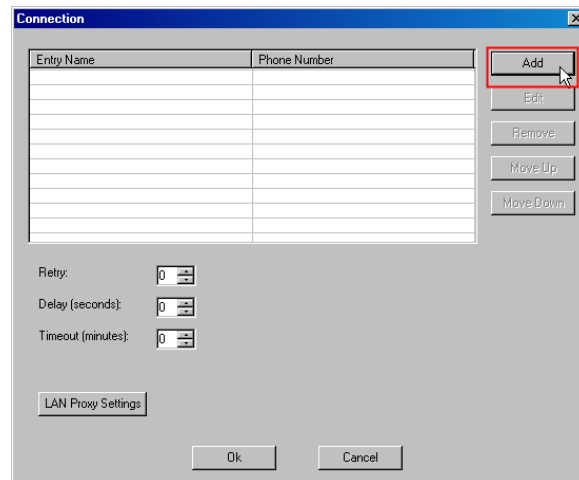 Connection
Entry Name Phone Number
Add
Edit
Remove
Move Up
Move Down
Retry: 0
Delay (seconds): 0
Timeout (minutes): 0
LAN Proxy Settings
Ok Cancel